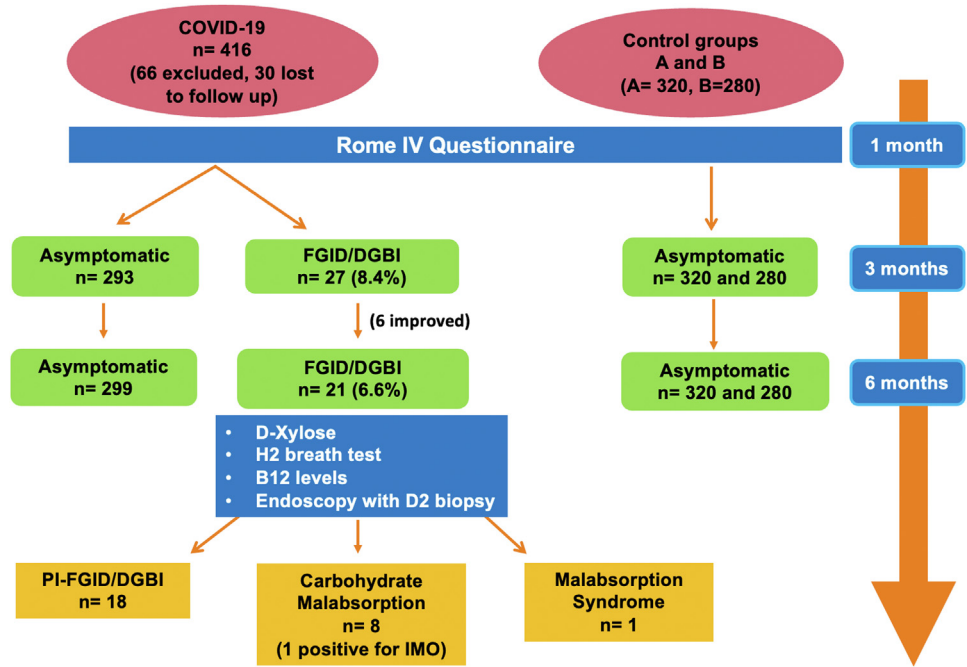 COVID-19
n= 416
(66 excluded, 30 lost
to follow up)
Control groups
A and B
(A= 320, B=280)
Rome IV Questionnaire
1 month
Asymptomatic
n= 293
FGID/DGBI
n= 27 (8.4%)
Asymptomatic
n= 320 and 280
3 months
(6 improved)
Asymptomatic
n= 299
FGID/DGBI
n= 21 (6.6%)
Asymptomatic
n= 320 and 280
6 months
• D-Xylose
• H2 breath test
• B12 levels
• Endoscopy with D2 biopsy
PI-FGID/DGBI
n= 18
Carbohydrate
Malabsorption
n= 8
(1 positive for IMO)
Malabsorption
Syndrome
n= 1